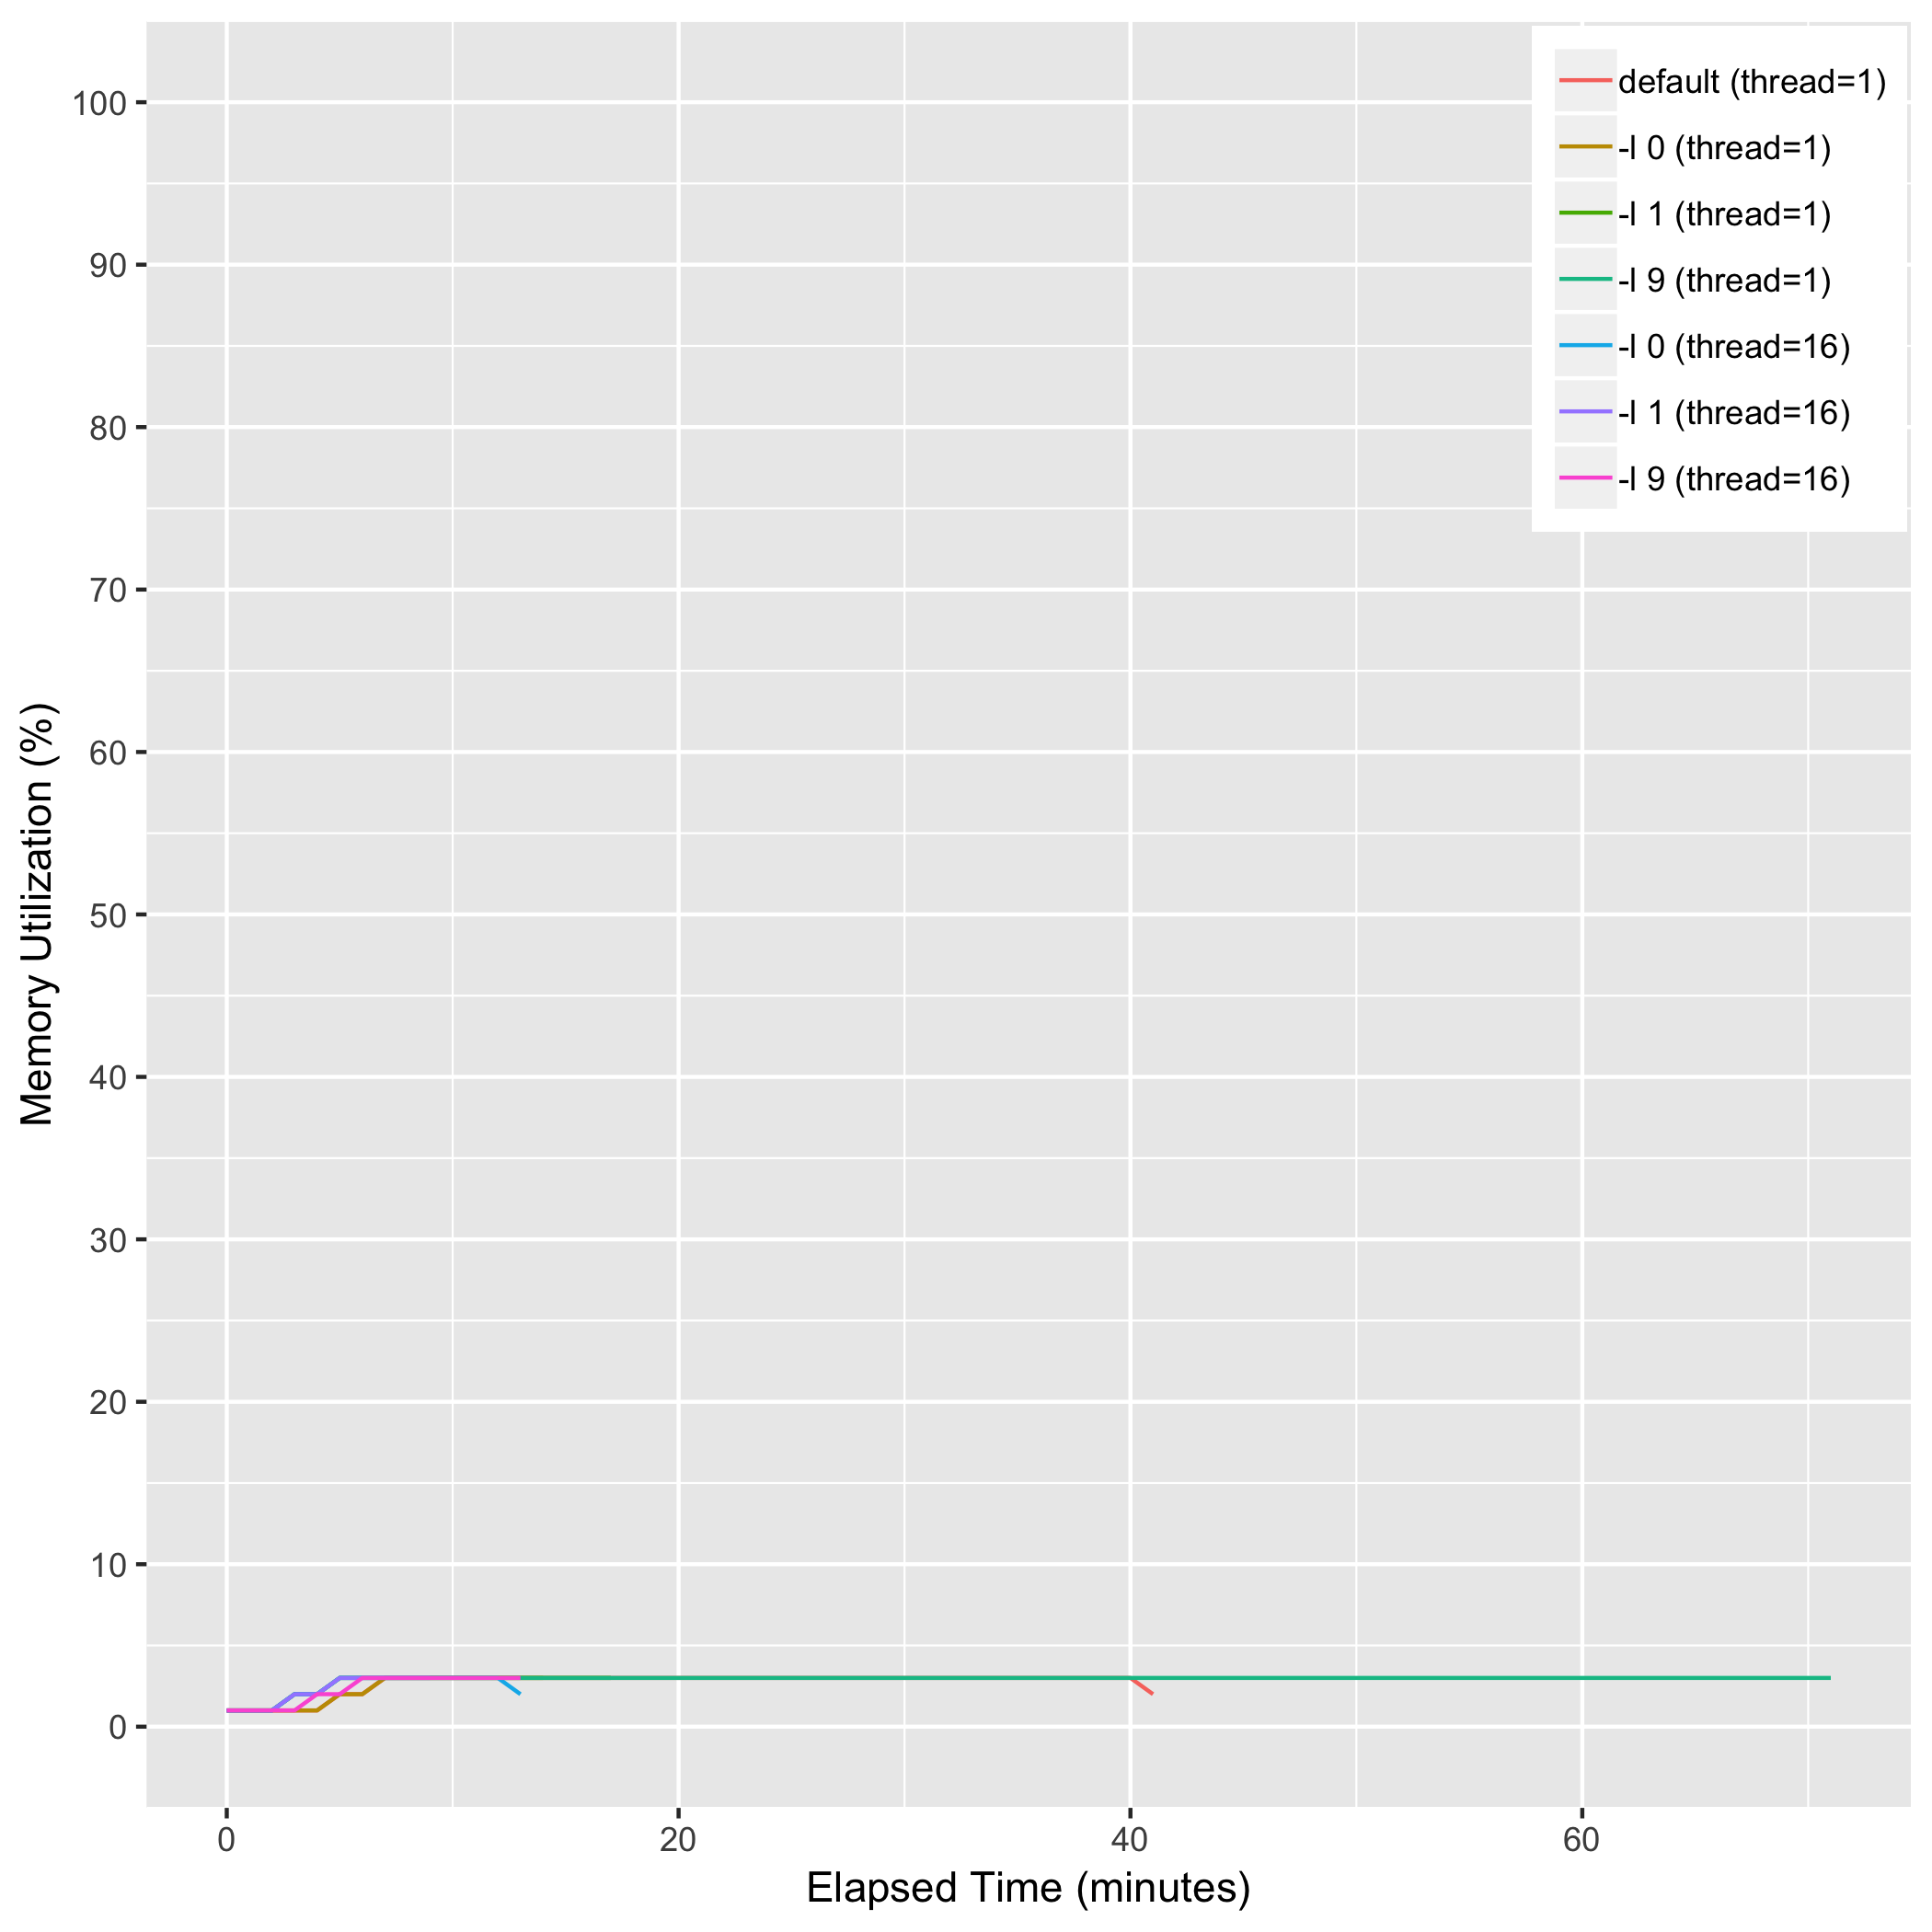 default (thread=1)
-l 0 (thread=1)
-l 1 (thread=1)
-l 9 (thread=1)
-l 0 (thread=16)
-l 1 (thread=16)
-l 9 (thread=16)
100
90
80
70
60
50
40
30
20
10
0
Memory Utilization (%)
0 20 40 60
Elapsed Time (minutes)